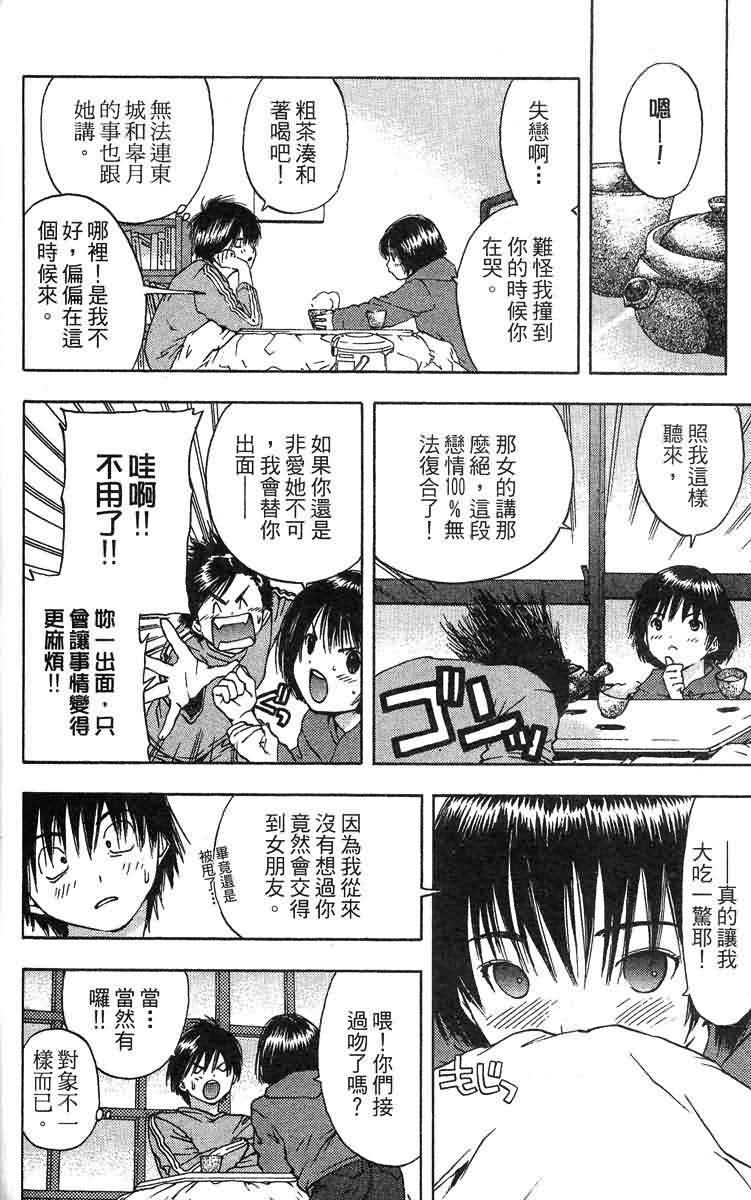 嗯—!
失戀啊…
難怪我撞到
你的時候你
在哭。
粗茶湊和
著喝吧!
無法連東
城和皋月
的事也跟
她講。
哪裡!是我不
好,偏偏在這
個時候來。
照我這樣
聽來,
那女的講那
麼絕,這段
戀情100%無
法復合了!
ゴンッ
如果你還是
非愛她不可
,我會替你
出面——
哇啊!!
不用了!!
妳一出面,只
會讓事情變得
更麻煩!!
——真的讓我
大吃一驚耶!
もじっ
因為我從來
沒有想過你
竟然會交得
到女朋友。
畢竟還是
被甩了…
喂!你們接
過吻了嗎?
當…
當然有
囉!!
對象不一
樣而已。